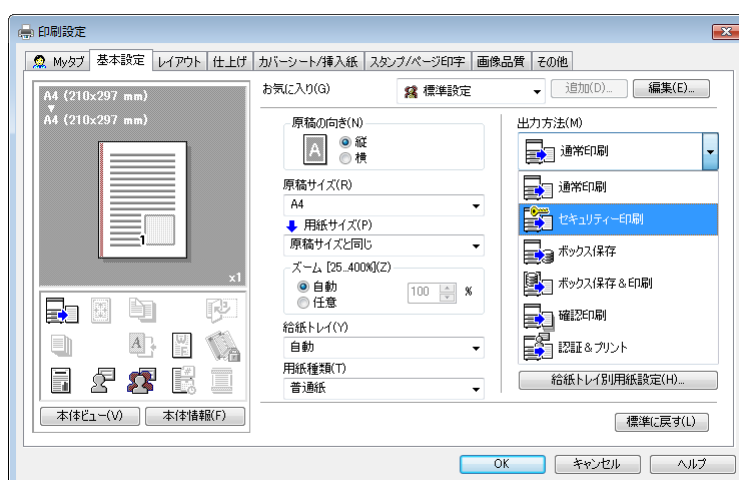 印刷設定
Myタブ 基本設定 レイアウト 仕上げ カバーシート/挿入紙 スタンプ/ページ印字 画像品質 その他
A4 (210x297 mm)
A4 (210x297 mm)
1
x1
本体ビュー(V) 本体情報(F)
お気に入り(G) 標準設定 追加(D)... 編集(E)...
原稿の向き(N)
A
縦
横
原稿サイズ(R)
A4
用紙サイズ(P)
原稿サイズと同じ
ズーム [25..400%](Z)
自動
任意
100 %
給紙トレイ(Y)
自動
用紙種類(T)
普通紙
出力方法(M)
通常印刷
通常印刷
セキュリティー印刷
ボックス保存
ボックス保存&印刷
確認印刷
認証&プリント
給紙トレイ別用紙設定(H)...
標準に戻す(L)
OK キャンセル ヘルプ